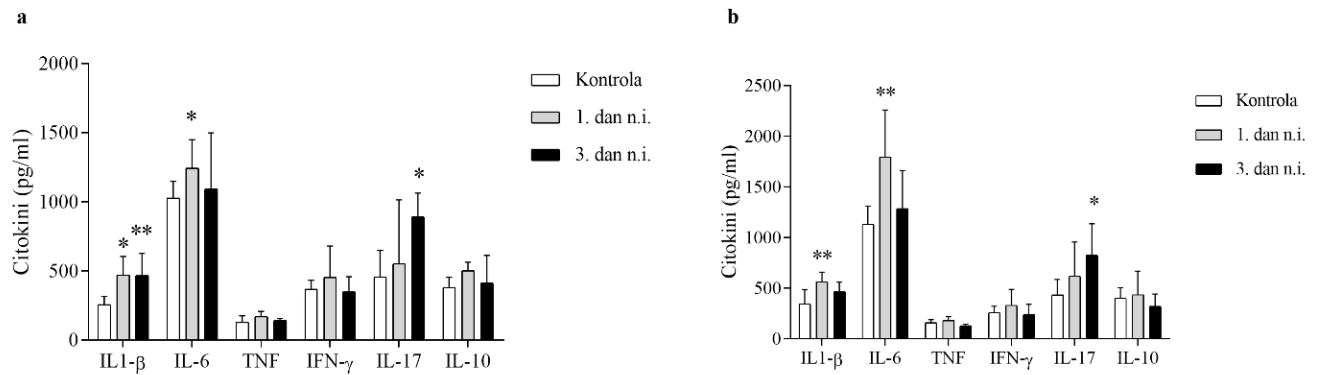 a
2000
1500
1000
500
0
Citokini (pg/ml)
* ** * *
IL1-β IL-6 TNF IFN-γ IL-17 IL-10
Kontrola
1. dan n.i.
3. dan n.i.
b
2500
2000
1500
1000
500
0
Citokini (pg/ml)
** ** *
IL1-β IL-6 TNF IFN-γ IL-17 IL-10
Kontrola
1. dan n.i.
3. dan n.i.